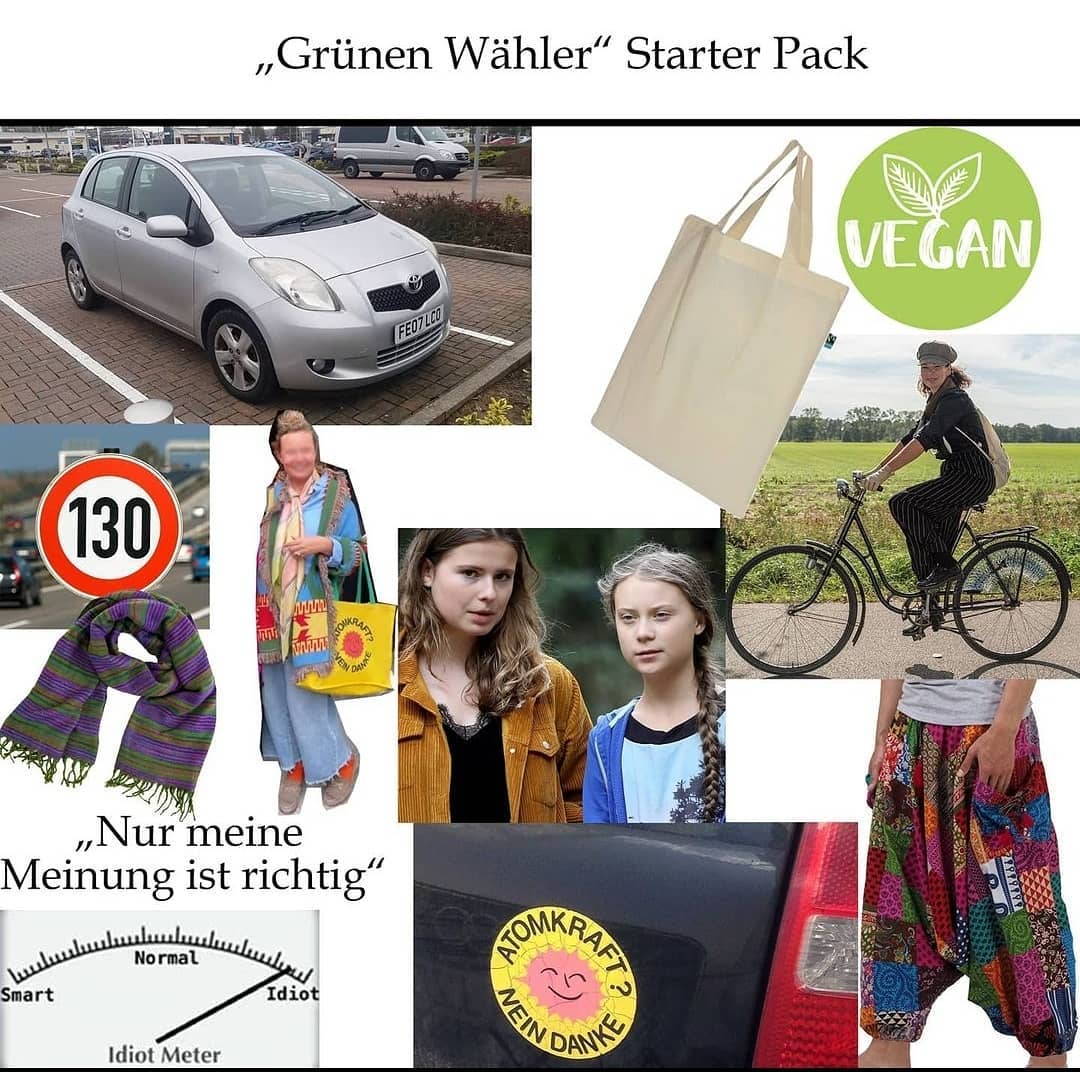 „Grünen Wähler“ Starter Pack
VEGAN
FE07 LCO
130
ATOMKRAFT?
NEIN DANKE
„Nur meine
Meinung ist richtig“
ATOMKRAFT?
NEIN DANKE
Normal
Smart
Idiot
Idiot Meter